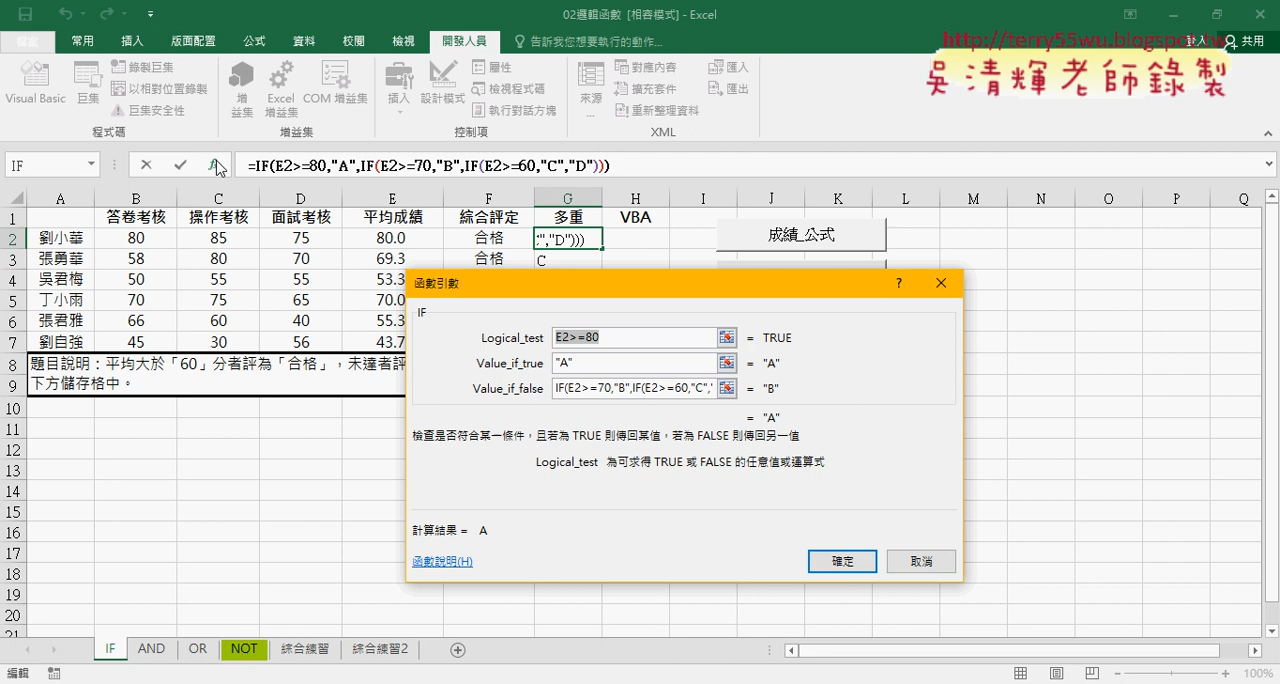 02邏輯函數 [相容模式] - Excel
檔案 常用 插入 版面配置 公式 資料 校閱 檢視 開發人員 告訴我您想要執行的動作... 登入 共用
http://terry55wu.blogspot.tw
吳清輝老師錄製
Visual Basic 巨集 錄製巨集 以相對位置錄製 巨集安全性
程式碼
增益集 Excel 增益集 COM 增益集
增益集
插入 設計模式 屬性 檢視程式碼 執行對話方塊
控制項
來源... 對應內容 擴充套件 重新整理資料 匯入 匯出
XML
IF =IF(E2>=80,"A",IF(E2>=70,"B",IF(E2>=60,"C","D")))
A B C D E F G H I J K L M N O P Q
1 答卷考核 操作考核 面試考核 平均成績 綜合評定 多重 VBA
2 劉小華 80 85 75 80.0 合格 ","D")))
成績_公式
3 張勇華 58 80 70 69.3 合格 C
4 吳君梅 50 55 55 53.3
5 丁小雨 70 75 65 70.0
6 張君雅 66 60 40 55.3
7 劉自強 45 30 56 43.7
8 題目說明：平均大於「60」分者評為「合格」，未達者評
9 下方儲存格中。
10
11
12
13
14
15
16
17
18
19
20
21
函數引數 ?
IF
Logical_test E2>=80 = TRUE
Value_if_true "A" = "A"
Value_if_false IF(E2>=70,"B",IF(E2>=60,"C"," = "B"
= "A"
檢查是否符合某一條件，且若為 TRUE 則傳回某值，若為 FALSE 則傳回另一值
Logical_test 為可求得 TRUE 或 FALSE 的任意值或運算式
計算結果 = A
函數說明(H) 確定 取消
IF AND OR NOT 綜合練習 綜合練習2
編輯 100%